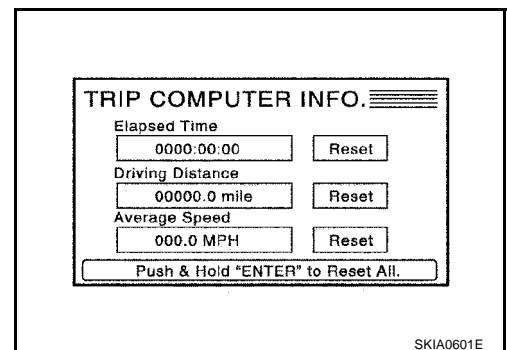 TRIP COMPUTER INFO.
Elapsed Time
0000:00:00 Reset
Driving Distance
00000.0 mile Reset
Average Speed
000.0 MPH Reset
Push & Hold "ENTER" to Reset All.
SKIA0601E